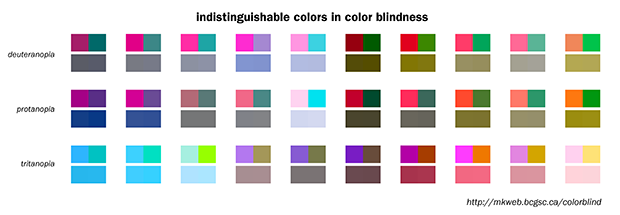 indistinguishable colors in color blindness
deuteranopia
protanopia
tritanopia
http://mkweb.bcgsc.ca/colorblind